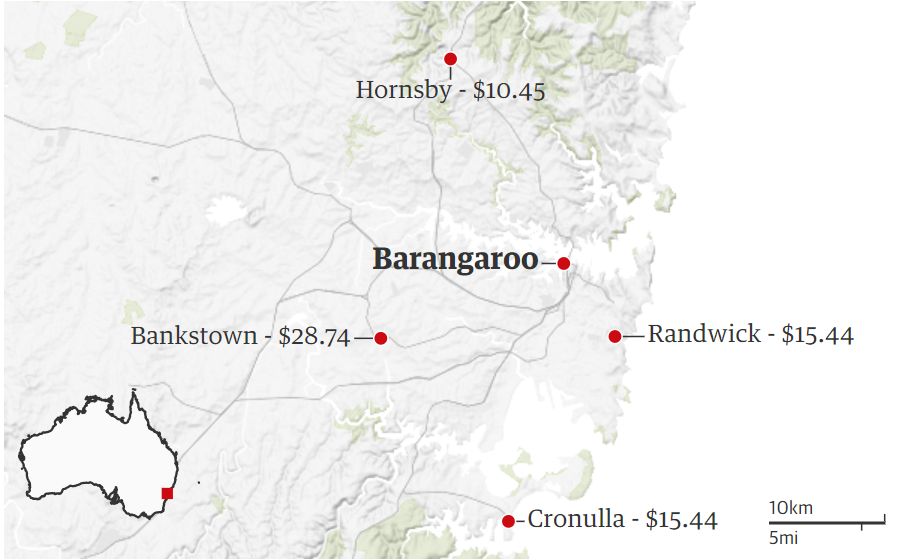 Hornsby - $10.45
Barangaroo
Bankstown - $28.74
Randwick - $15.44
Cronulla - $15.44
10km
5mi